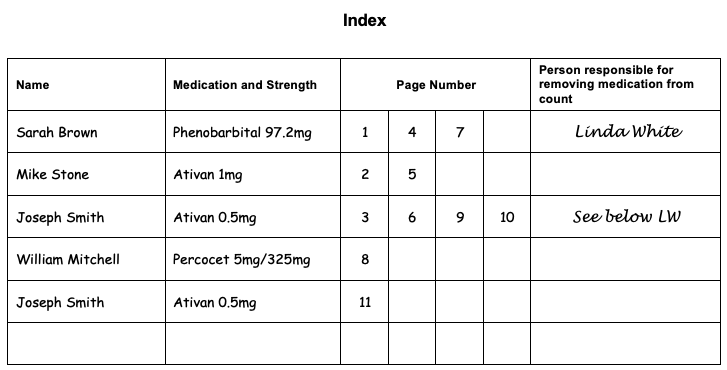 Index
Name Medication and Strength Page Number Person responsible for removing medication from count
Sarah Brown Phenobarbital 97.2mg 1 4 7 Linda White
Mike Stone Ativan 1mg 2 5
Joseph Smith Ativan 0.5mg 3 6 9 10 See below LW
William Mitchell Percocet 5mg/325mg 8
Joseph Smith Ativan 0.5mg 11